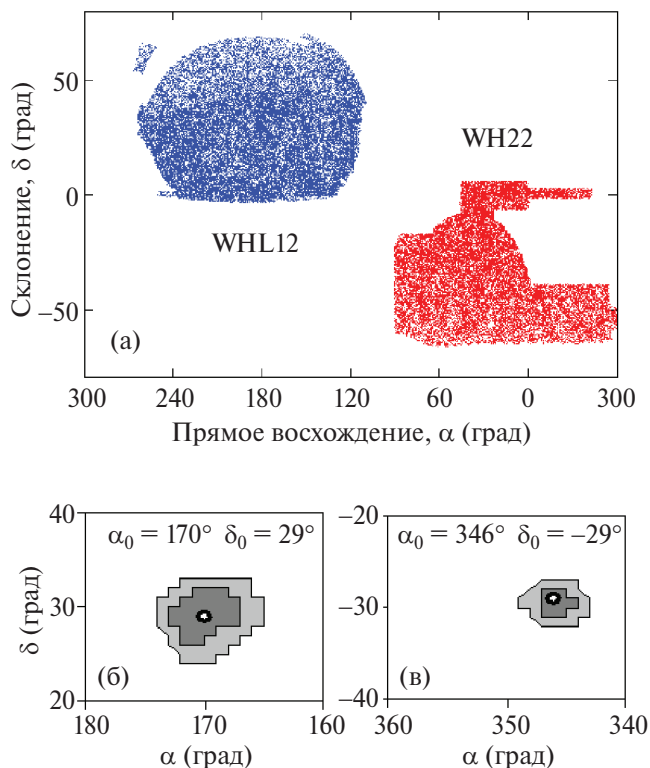 50
0
−50
Склонение, δ (град)
WH22
WHL12
(а)
300 240 180 120 60 0 300
Прямое восхождение, α (град)
40
30
20
δ (град)
α₀ = 170° δ₀ = 29°
(б)
180 170 160
α (град)
−20
−30
−40
α₀ = 346° δ₀ = −29°
(в)
360 350 340
α (град)